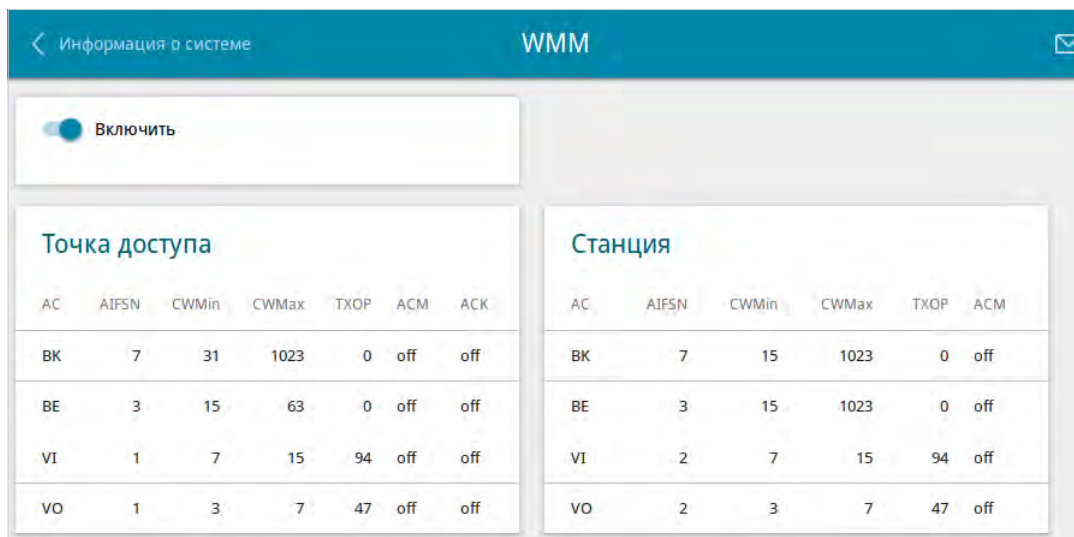 Информация о системе WMM
Включить
Точка доступа
AC AIFSN CWMin CWMax TXOP ACM ACK
BK 7 31 1023 0 off off
BE 3 15 63 0 off off
VI 1 7 15 94 off off
VO 1 3 7 47 off off
Станция
AC AIFSN CWMin CWMax TXOP ACM
BK 7 15 1023 0 off
BE 3 15 1023 0 off
VI 2 7 15 94 off
VO 2 3 7 47 off